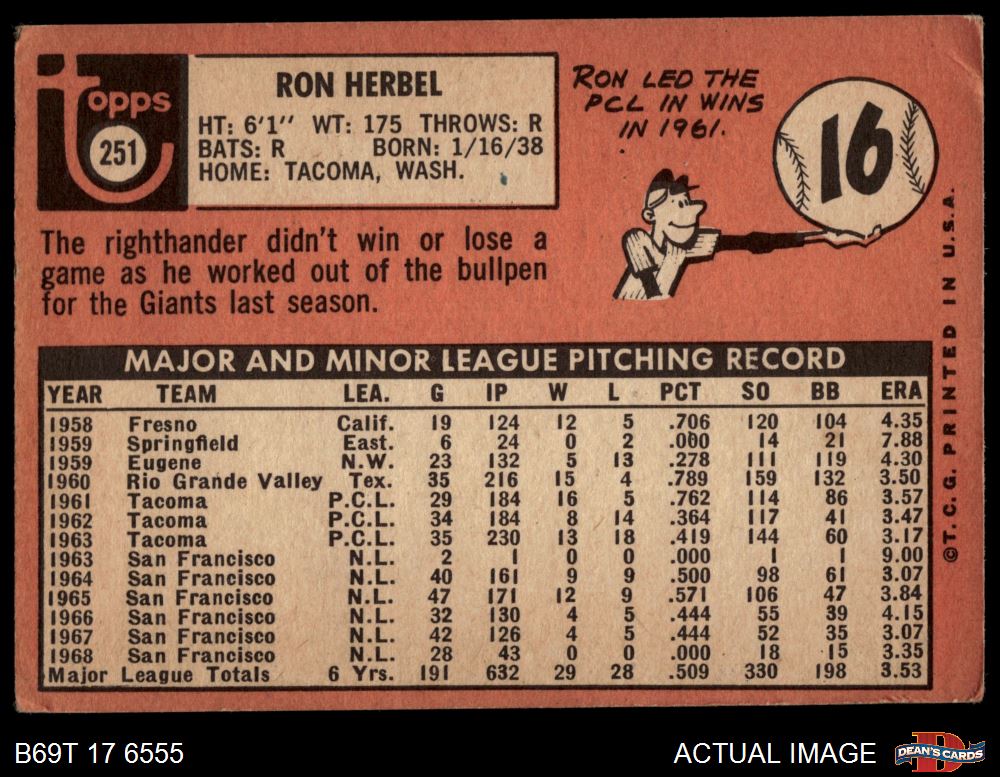 Topps
251
RON HERBEL
HT: 6'1" WT: 175 THROWS: R
BATS: R BORN: 1/16/38
HOME: TACOMA, WASH.
RON LED THE
PCL IN WINS
IN 1961.
16
The righthander didn't win or lose a
game as he worked out of the bullpen
for the Giants last season.
MAJOR AND MINOR LEAGUE PITCHING RECORD
YEAR TEAM LEA. G IP W L PCT SO BB ERA
1958 Fresno Calif. 19 124 12 5 .706 120 104 4.35
1959 Springfield East. 6 24 0 2 .000 14 21 7.88
1959 Eugene N.W. 23 132 5 13 .278 111 119 4.30
1960 Rio Grande Valley Tex. 35 216 15 4 .789 159 132 3.50
1961 Tacoma P.C.L. 29 184 16 5 .762 114 86 3.57
1962 Tacoma P.C.L. 34 184 8 14 .364 117 41 3.47
1963 Tacoma P.C.L. 35 230 13 18 .419 144 60 3.17
1963 San Francisco N.L. 2 1 0 0 .000 1 1 9.00
1964 San Francisco N.L. 40 161 9 9 .500 98 61 3.07
1965 San Francisco N.L. 47 171 12 9 .571 106 47 3.84
1966 San Francisco N.L. 32 130 4 5 .444 55 39 4.15
1967 San Francisco N.L. 42 126 4 5 .444 52 35 3.07
1968 San Francisco N.L. 28 43 0 0 .000 18 15 3.35
Major League Totals 6 Yrs. 191 632 29 28 .509 330 198 3.53
©T.C.G. PRINTED IN U.S.A.
B69T 17 6555
ACTUAL IMAGE
D
DEAN'S CARDS